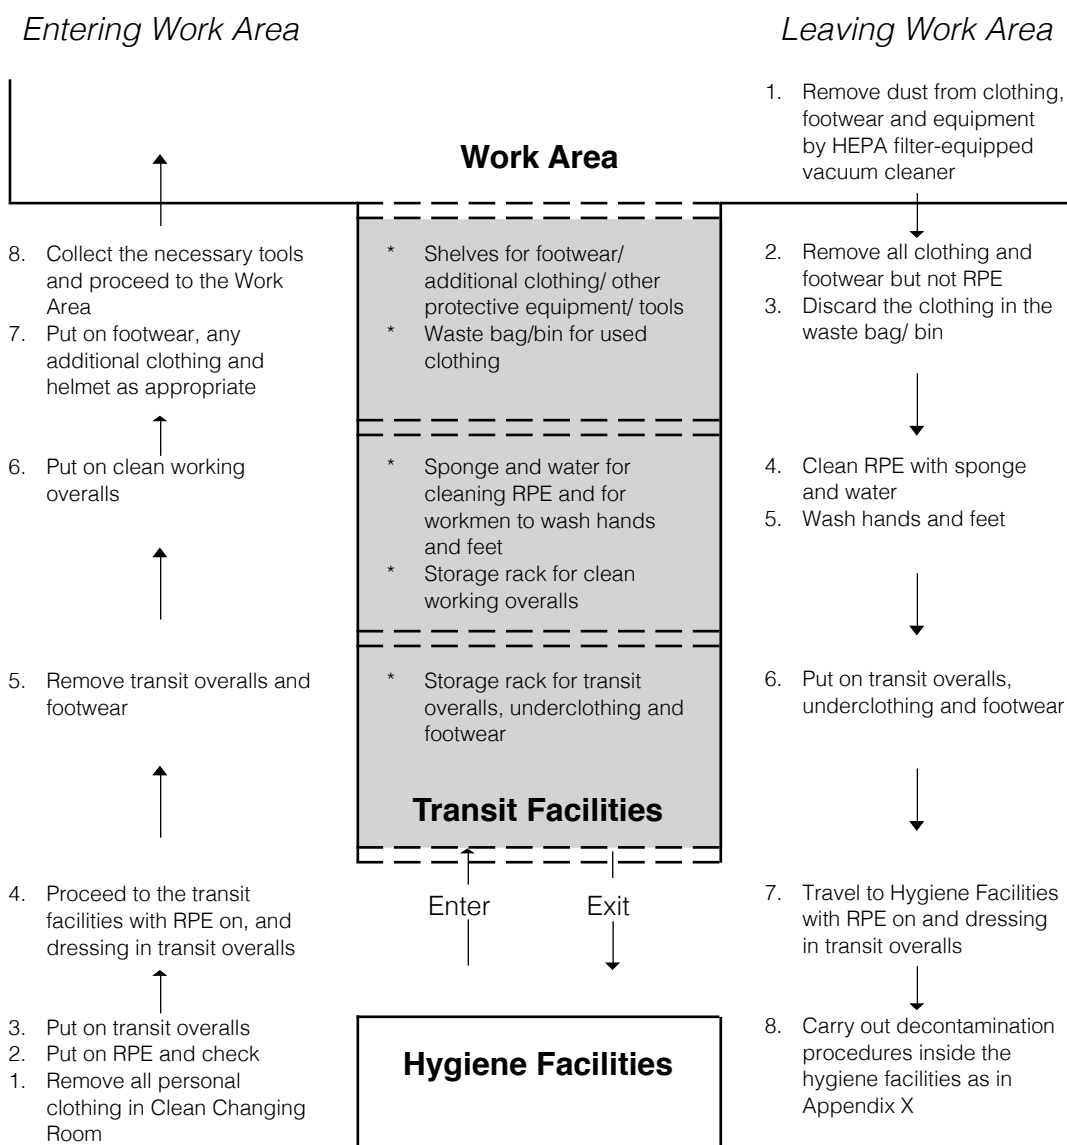 Entering Work Area
Leaving Work Area
Work Area
1. Remove dust from clothing,
footwear and equipment
by HEPA filter-equipped
vacuum cleaner
8. Collect the necessary tools
and proceed to the Work
Area
7. Put on footwear, any
additional clothing and
helmet as appropriate
* Shelves for footwear/
additional clothing/ other
protective equipment/ tools
* Waste bag/bin for used
clothing
2. Remove all clothing and
footwear but not RPE
3. Discard the clothing in the
waste bag/ bin
6. Put on clean working
overalls
* Sponge and water for
cleaning RPE and for
workmen to wash hands
and feet
* Storage rack for clean
working overalls
4. Clean RPE with sponge
and water
5. Wash hands and feet
5. Remove transit overalls and
footwear
* Storage rack for transit
overalls, underclothing and
footwear
6. Put on transit overalls,
underclothing and footwear
Transit Facilities
4. Proceed to the transit
facilities with RPE on, and
dressing in transit overalls
Enter
Exit
7. Travel to Hygiene Facilities
with RPE on and dressing
in transit overalls
3. Put on transit overalls
2. Put on RPE and check
1. Remove all personal
clothing in Clean Changing
Room
Hygiene Facilities
8. Carry out decontamination
procedures inside the
hygiene facilities as in
Appendix X